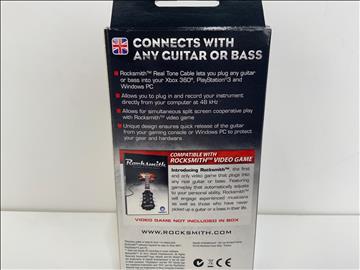 CONNECTS WITH
ANY GUITAR OR BASS
Rocksmith™ Real Tone Cable lets you plug any guitar
or bass into your Xbox 360®, PlayStation®3 and
Windows PC
Allows you to plug in and record your instrument
directly from your computer at 48 kHz
Allows for simultaneous split screen cooperative play
with Rocksmith™ video game
Unique design ensures quick release of the guitar
from your gaming console or Windows PC to protect
your gear and hardware
COMPATIBLE WITH
ROCKSMITH™ VIDEO GAME
Rocksmith
Introducing Rocksmith™, the first
and only video game that plugs into
any real guitar or bass. Featuring
gameplay that automatically adjusts
to your personal ability, Rocksmith™
will engage experienced musicians
as well as those who have never
picked up a guitar or a bass in their life.
VIDEO GAME NOT INCLUDED IN BOX
WWW.ROCKSMITH.COM
CE